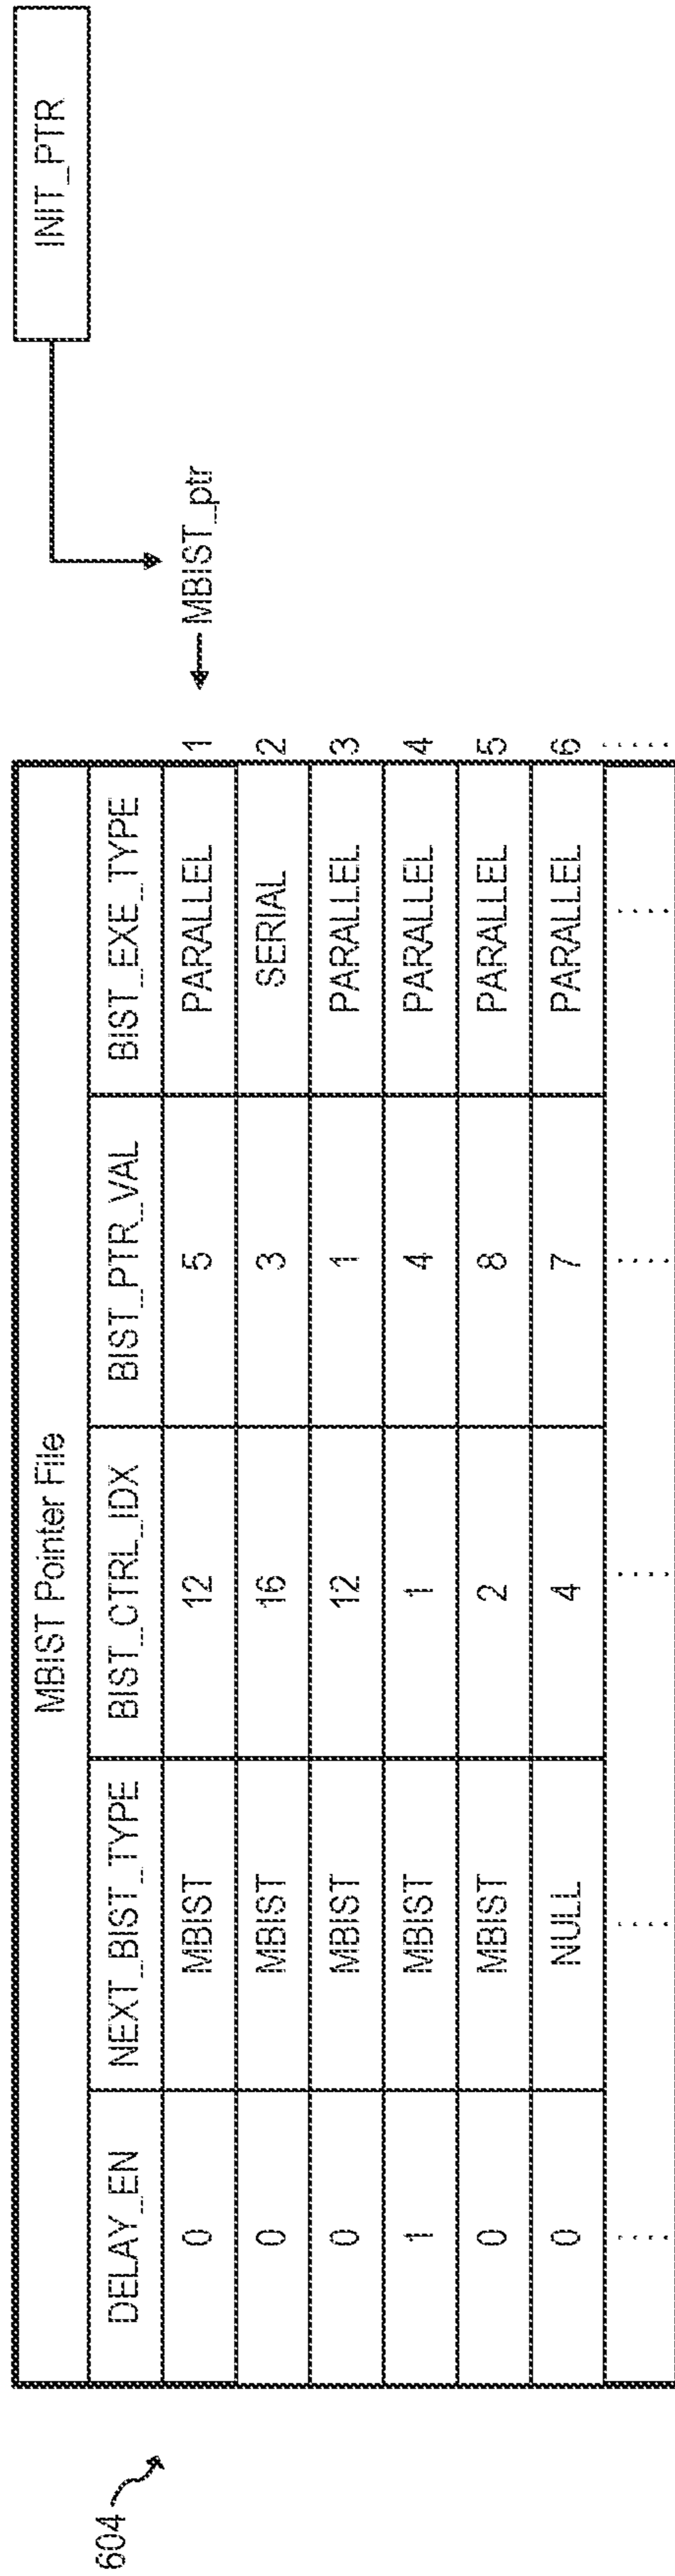 604
MBIST Pointer File
DELAY_EN NEXT_BIST_TYPE BIST_CTRL_IDX BIST_PTR_VAL BIST_EXE_TYPE
0 MBIST 12 5 PARALLEL 1
0 MBIST 16 3 SERIAL 2
0 MBIST 12 1 PARALLEL 3
1 MBIST 1 4 PARALLEL 4
0 MBIST 2 8 PARALLEL 5
0 NULL 4 7 PARALLEL 6
MBIST_ptr
INIT_PTR